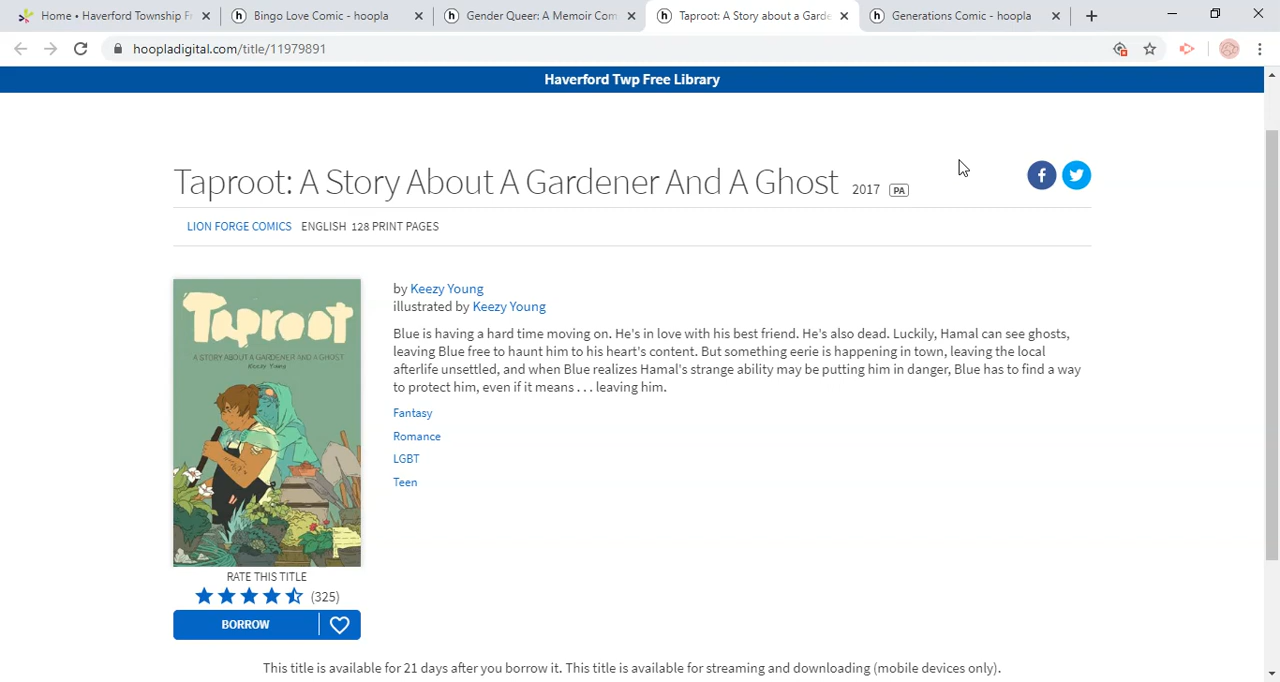 Home • Haverford Township Fr
Bingo Love Comic - hoopla
Gender Queer: A Memoir Com
Taproot: A Story about a Garde
Generations Comic - hoopla
hoopladigital.com/title/11979891
Haverford Twp Free Library
Taproot: A Story About A Gardener And A Ghost 2017 PA
LION FORGE COMICS ENGLISH 128 PRINT PAGES
Taproot
A STORY ABOUT A GARDENER AND A GHOST
Keezy Young
by Keezy Young
illustrated by Keezy Young
Blue is having a hard time moving on. He's in love with his best friend. He's also dead. Luckily, Hamal can see ghosts,
leaving Blue free to haunt him to his heart's content. But something eerie is happening in town, leaving the local
afterlife unsettled, and when Blue realizes Hamal's strange ability may be putting him in danger, Blue has to find a way
to protect him, even if it means . . . leaving him.
Fantasy
Romance
LGBT
Teen
RATE THIS TITLE
(325)
BORROW
This title is available for 21 days after you borrow it. This title is available for streaming and downloading (mobile devices only).